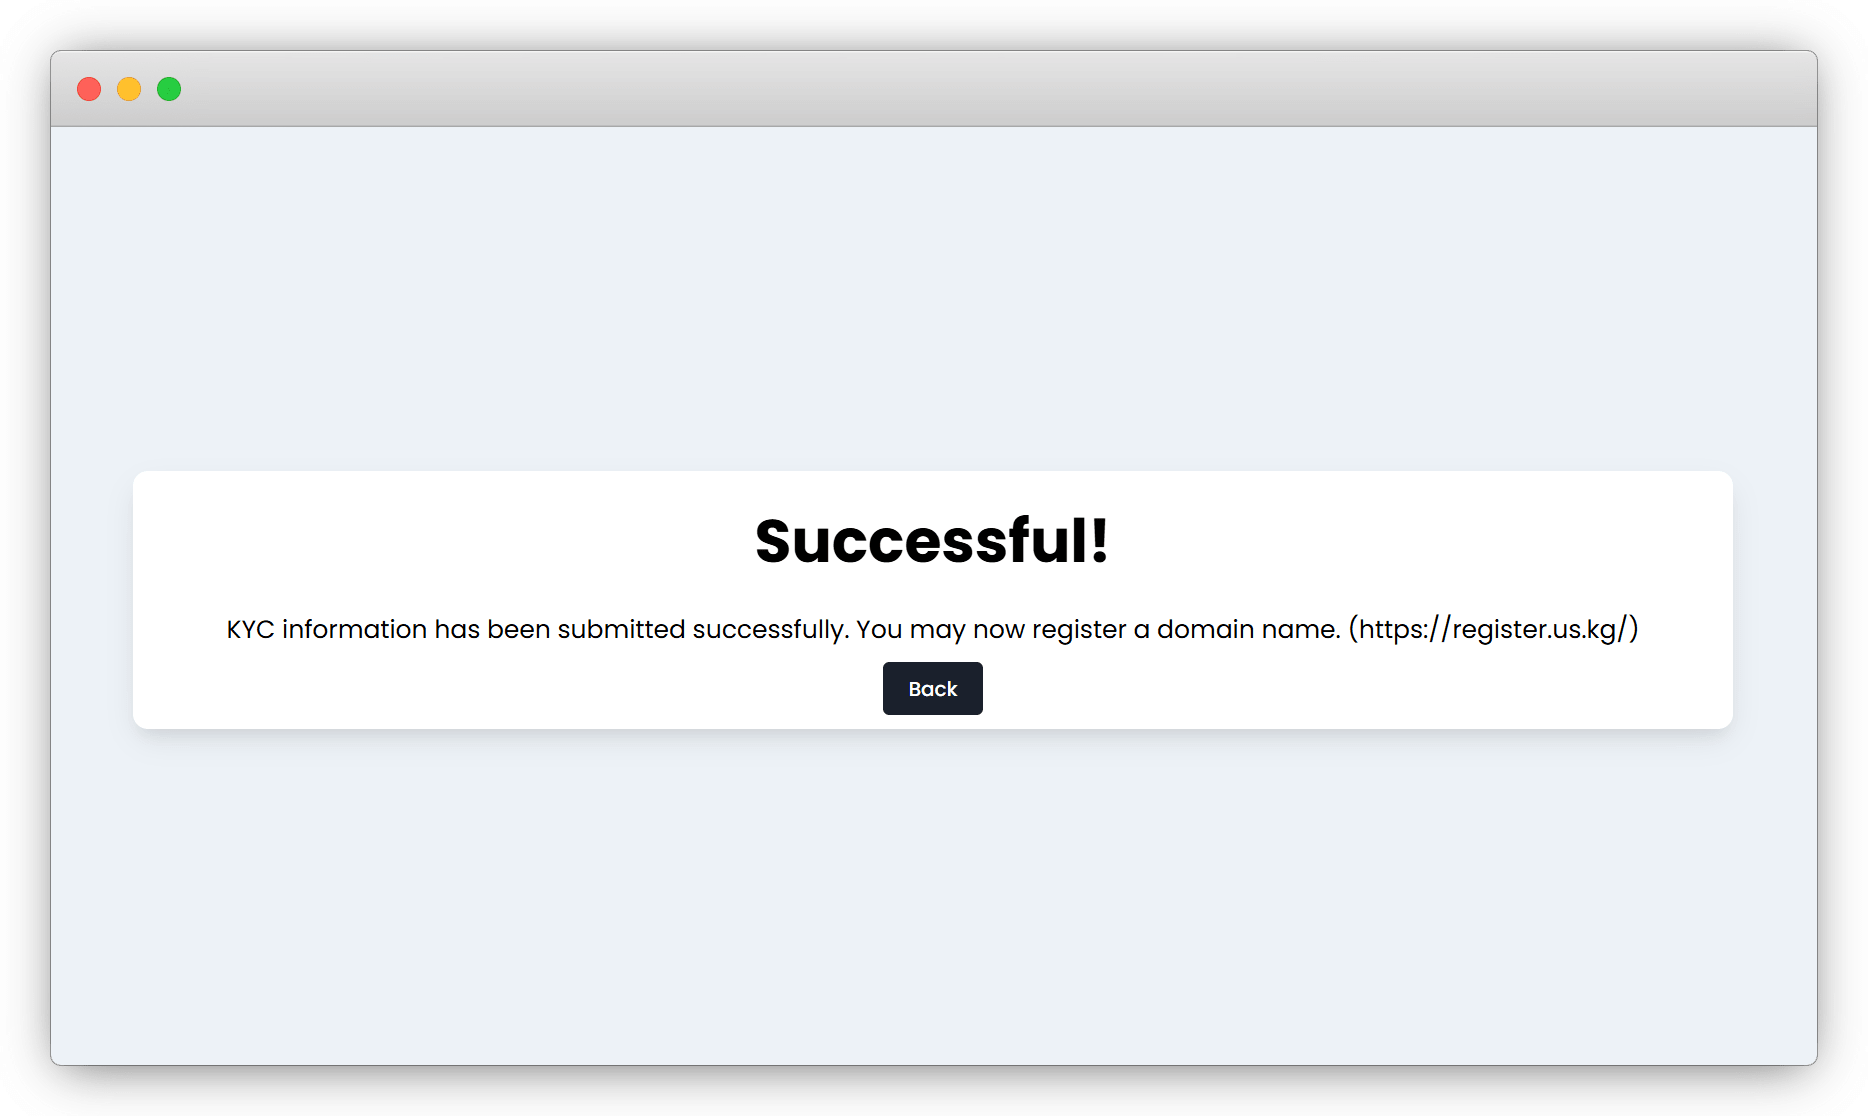 Successful!
KYC information has been submitted successfully. You may now register a domain name. (https://register.us.kg/)
Back